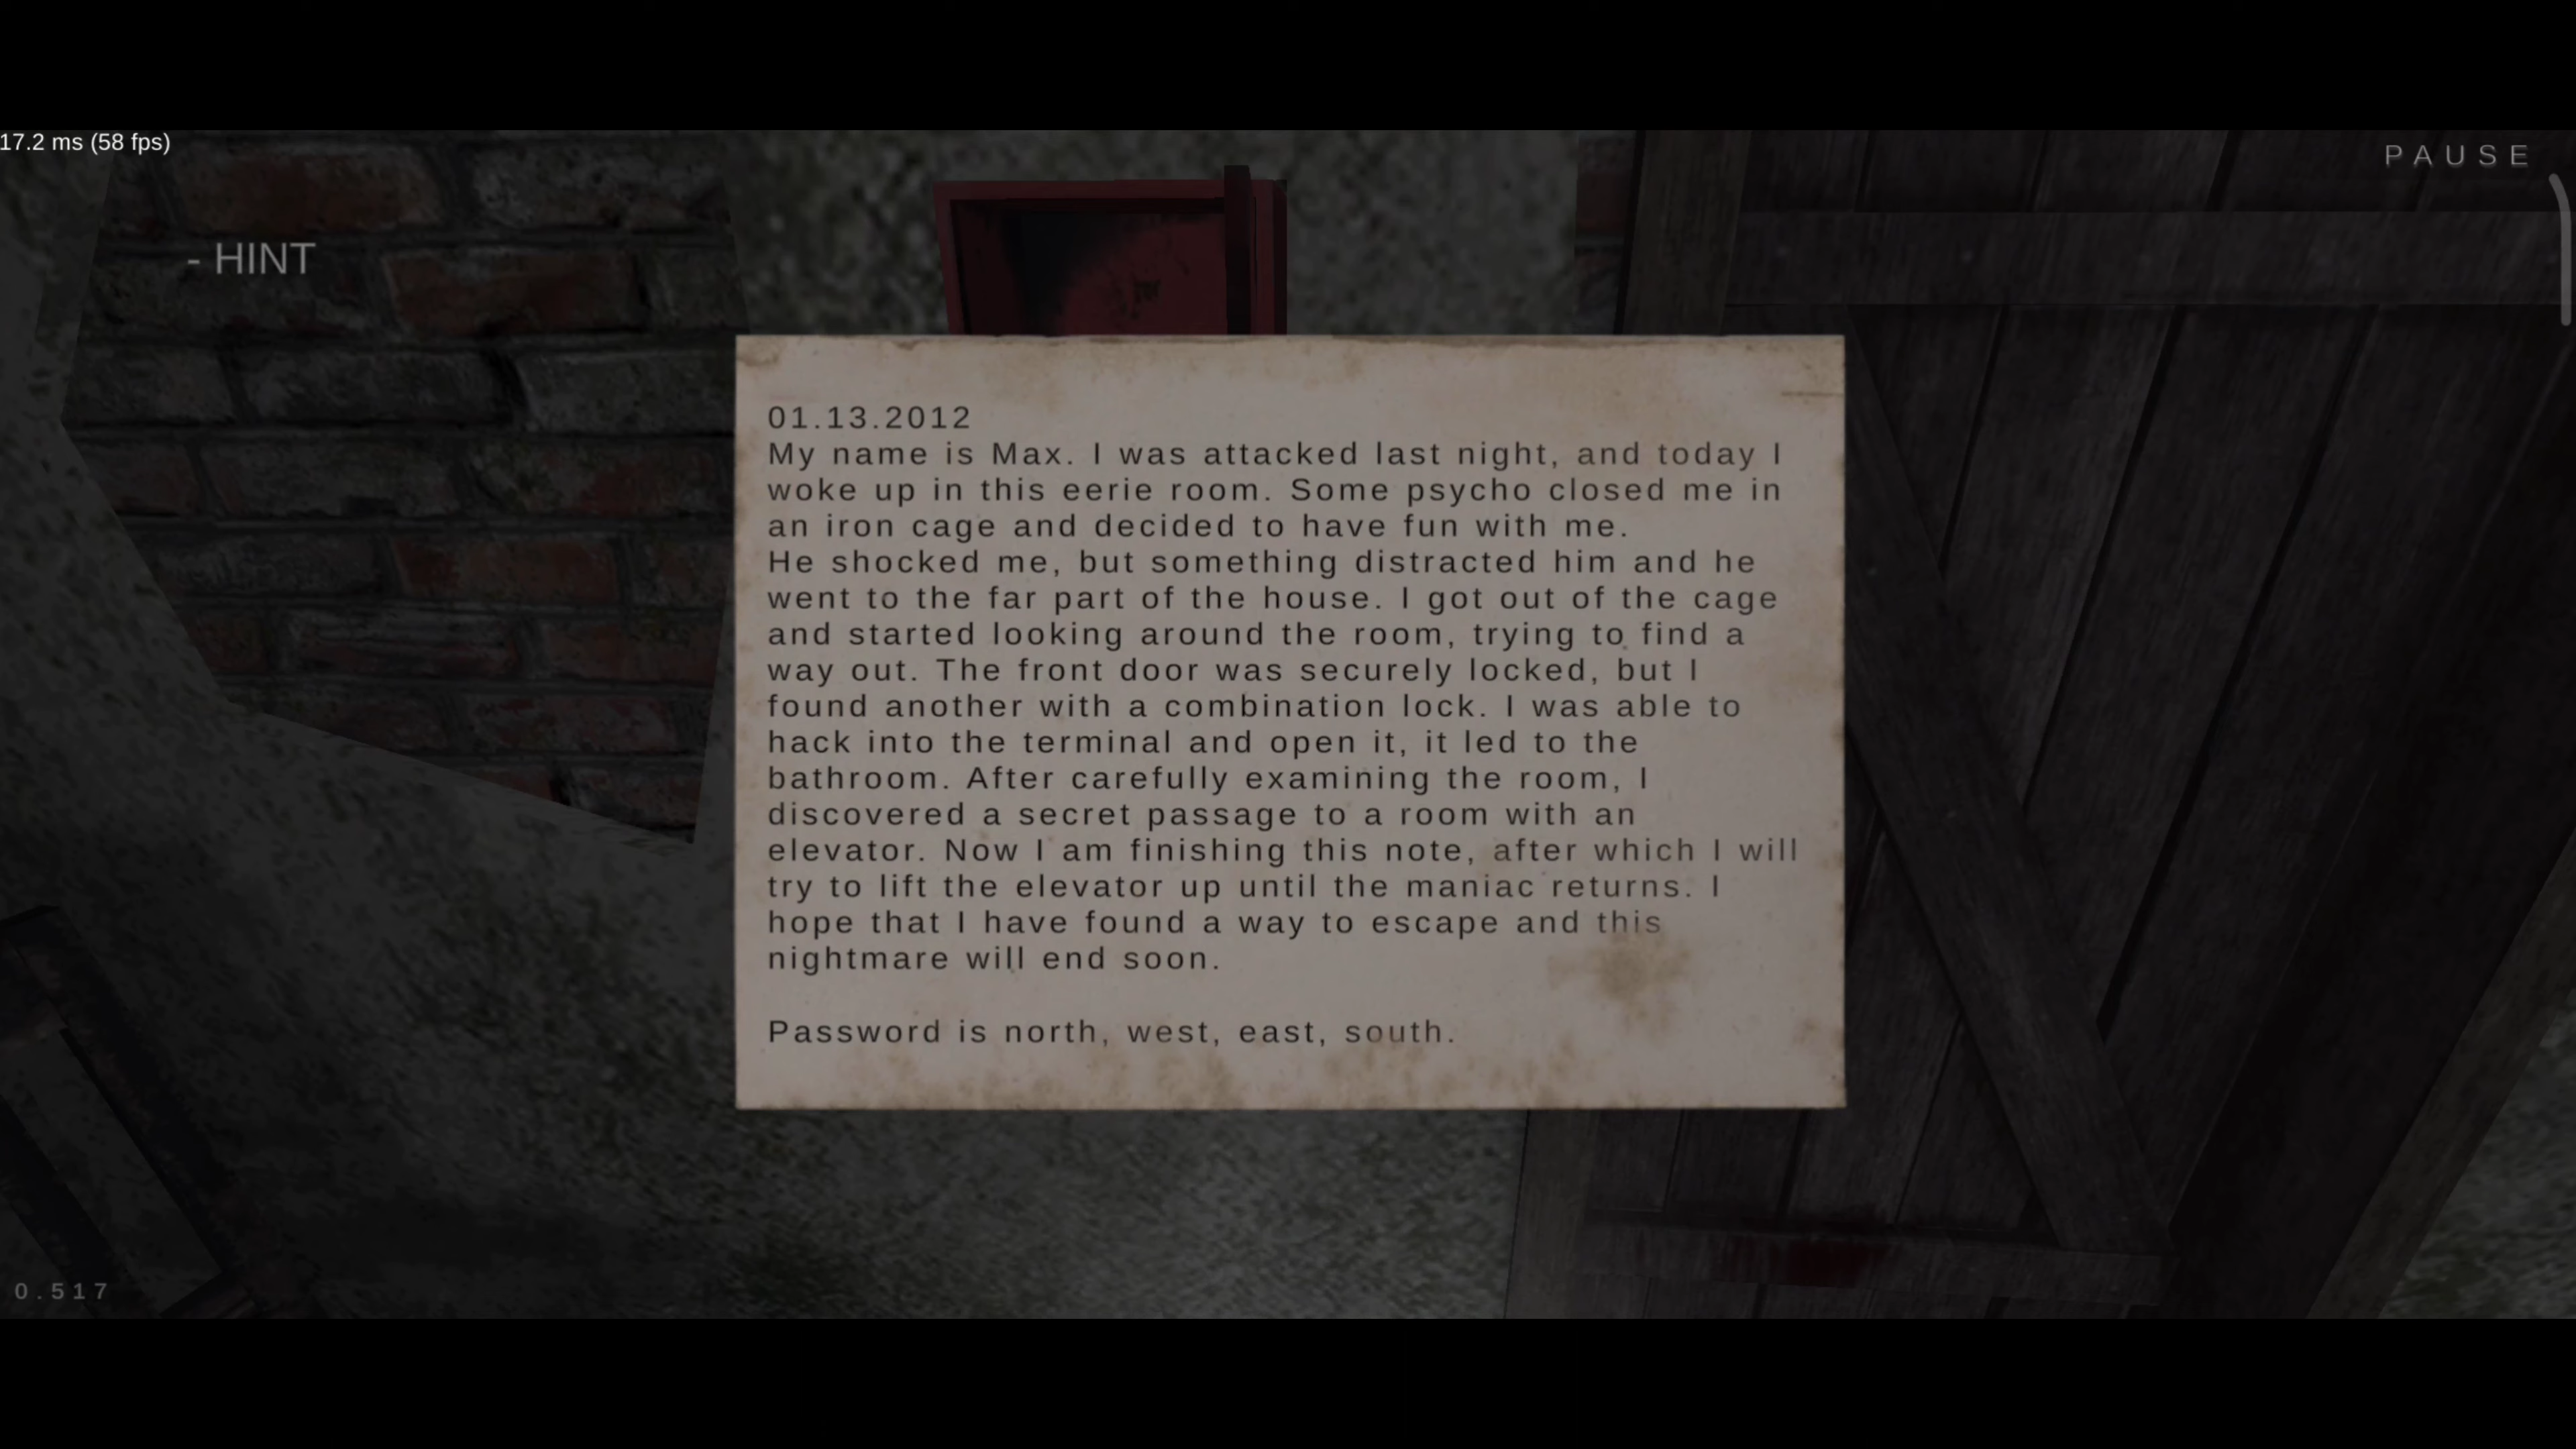 17.2 ms (58 fps)
PAUSE
- HINT
01.13.2012
My name is Max. I was attacked last night, and today I
woke up in this eerie room. Some psycho closed me in
an iron cage and decided to have fun with me.
He shocked me, but something distracted him and he
went to the far part of the house. I got out of the cage
and started looking around the room, trying to find a
way out. The front door was securely locked, but I
found another with a combination lock. I was able to
hack into the terminal and open it, it led to the
bathroom. After carefully examining the room, I
discovered a secret passage to a room with an
elevator. Now I am finishing this note, after which I will
try to lift the elevator up until the maniac returns. I
hope that I have found a way to escape and this
nightmare will end soon.
Password is north, west, east, south.
0.517